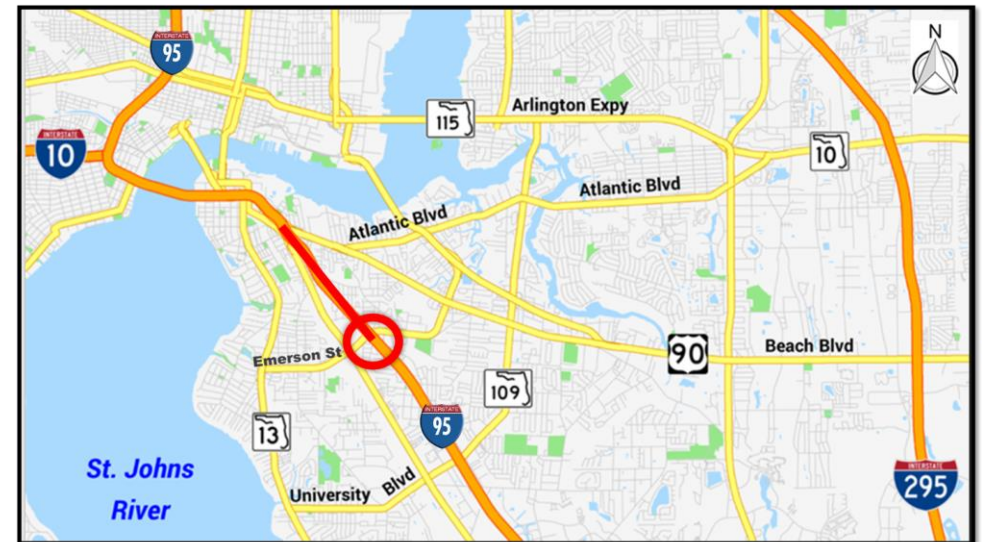 N
INTERSTATE
95
115
Arlington Expy
INTERSTATE
10
10
Atlantic Blvd
Atlantic Blvd
Emerson St
90
Beach Blvd
109
13
INTERSTATE
95
St. Johns
River
University Blvd
INTERSTATE
295